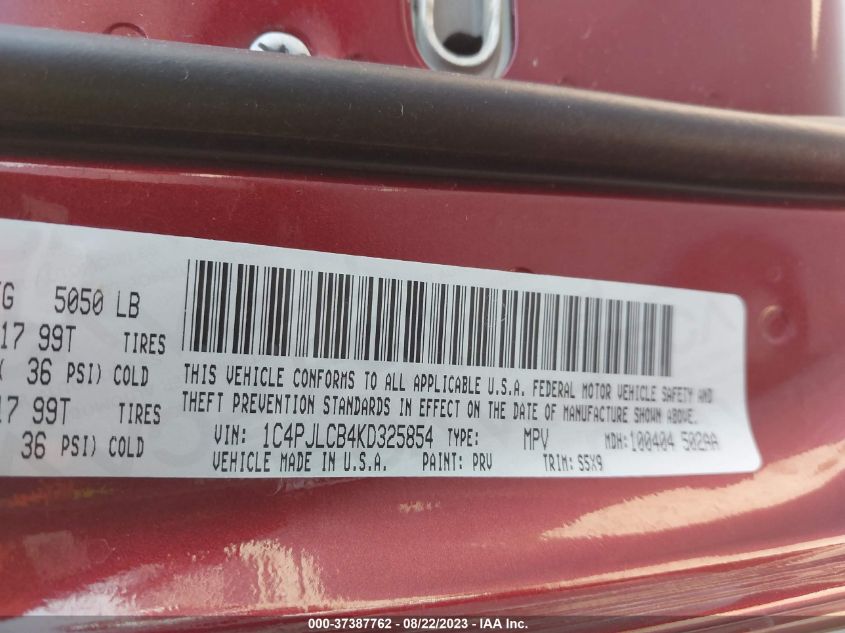 5050 LB
17 99T TIRES
36 PSI) COLD
17 99T TIRES
36 PSI) COLD
THIS VEHICLE CONFORMS TO ALL APPLICABLE U.S.A. FEDERAL MOTOR VEHICLE SAFETY AND
THEFT PREVENTION STANDARDS IN EFFECT ON THE DATE OF MANUFACTURE SHOWN ABOVE.
VIN: 1C4PJLCB4KD325854 TYPE: MPV MDH: 100404 502AA
VEHICLE MADE IN U.S.A. PAINT: PRV TRIM: S5X9
000-37387762 - 08/22/2023 - IAA Inc.